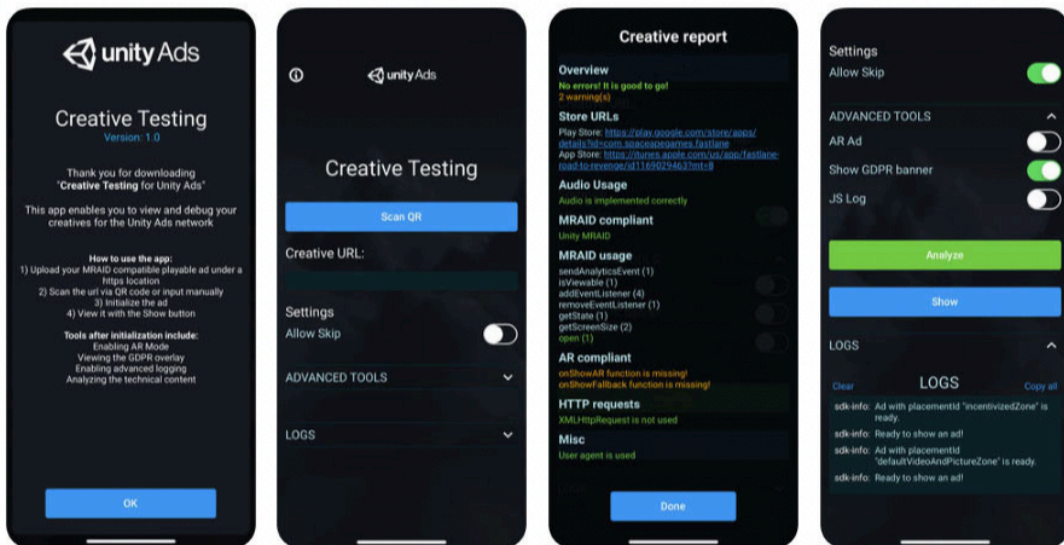 unity Ads
Creative Testing
Version: 1.0
Thank you for downloading
"Creative Testing for Unity Ads"
This app enables you to view and debug your
creatives for the Unity Ads network
How to use the app:
1) Upload your MRAID compatible playable ad under a
https location
2) Scan the url via QR code or input manually
3) Initialize the ad
4) View it with the Show button
Tools after initialization include:
Enabling AR Mode
Viewing the GDPR overlay
Enabling advanced logging
Analyzing the technical content
OK
unity Ads
Creative Testing
Scan QR
Creative URL:
Settings
Allow Skip
ADVANCED TOOLS
LOGS
Creative report
Overview
No errors! It is good to go!
2 warning(s)
Store URLs
Play Store: https://play.google.com/store/apps/
details?id=com.spaceapegames.fastlane
App Store: https://itunes.apple.com/us/app/fastlane-
road-to-revenge/id1169029463?mt=8
Audio Usage
Audio is implemented correctly
MRAID compliant
Unity MRAID
MRAID usage
sendAnalyticsEvent (1)
isViewable (1)
addEventListener (4)
removeEventListener (1)
getState (1)
getScreenSize (2)
open (1)
AR compliant
onShowAR function is missing!
onShowFallback function is missing!
HTTP requests
XMLHttpRequest is not used
Misc
User agent is used
Done
Settings
Allow Skip
ADVANCED TOOLS
AR Ad
Show GDPR banner
JS Log
Analyze
Show
LOGS
Clear LOGS Copy all
sdk-info: Ad with placementId "incentivizedZone" is
ready.
sdk-info: Ready to show an ad!
sdk-info: Ad with placementId
"defaultVideoAndPictureZone" is ready.
sdk-info: Ready to show an ad!